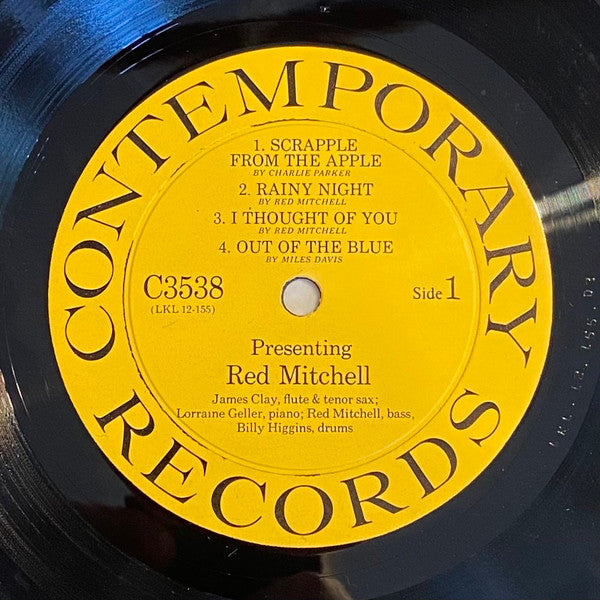 CONTEMPORARY
1. SCRAPPLE
FROM THE APPLE
BY CHARLIE PARKER
2. RAINY NIGHT
BY RED MITCHELL
3. I THOUGHT OF YOU
BY RED MITCHELL
4. OUT OF THE BLUE
BY MILES DAVIS
C3538
(LKL 12-155)
Side 1
Presenting
Red Mitchell
James Clay, flute & tenor sax;
Lorraine Geller, piano; Red Mitchell, bass,
Billy Higgins, drums
RECORDS